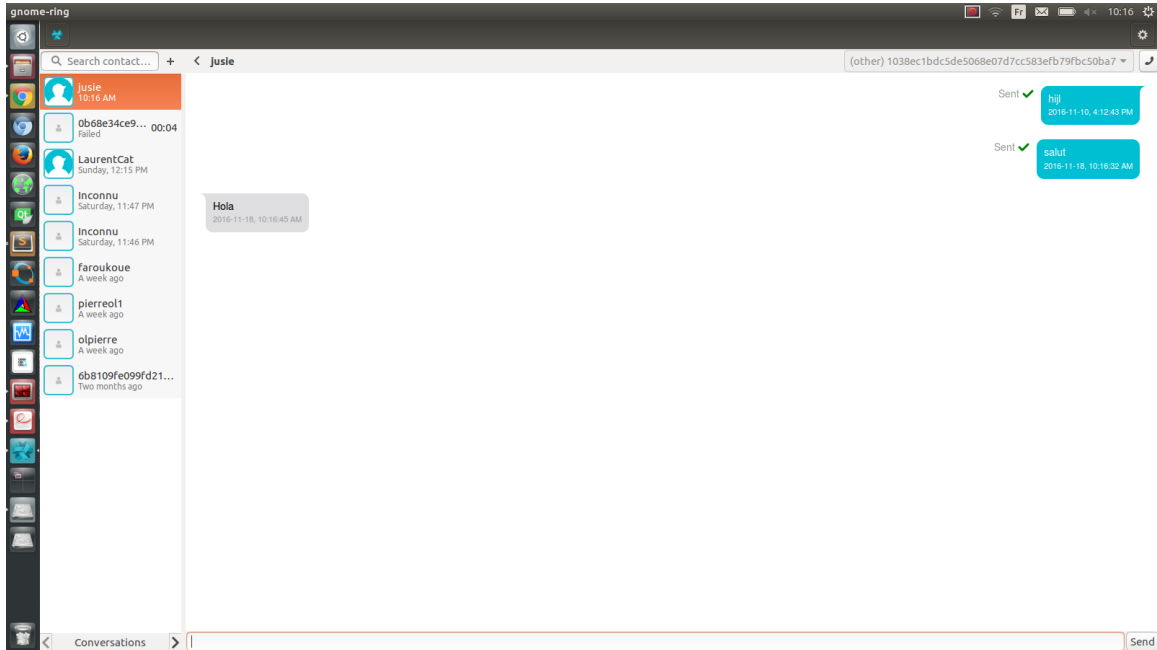 gnome-ring
Fr
10:16
Search contact...
+
jusie
(other) 1038ec1bdc5de5068e07d7cc583efb79fbc50ba7
jusie
10:16 AM
0b68e34ce9... 00:04
Failed
LaurentCat
Sunday, 12:15 PM
Inconnu
Saturday, 11:47 PM
Inconnu
Saturday, 11:46 PM
faroukoue
A week ago
pierreol1
A week ago
olpierre
A week ago
6b8109fe099fd21...
Two months ago
Sent
hijl
2016-11-10, 4:12:43 PM
Sent
salut
2016-11-18, 10:16:32 AM
Hola
2016-11-18, 10:16:45 AM
Qt
S
Conversations
Send